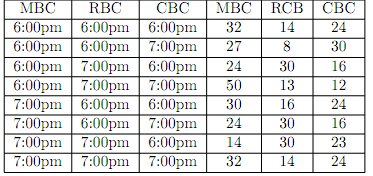 MBC RBC CBC MBC RCB CBC
6:00pm 6:00pm 6:00pm 32 14 24
6:00pm 6:00pm 7:00pm 27 8 30
6:00pm 7:00pm 6:00pm 24 30 16
6:00pm 7:00pm 7:00pm 50 13 12
7:00pm 6:00pm 6:00pm 30 16 24
7:00pm 6:00pm 7:00pm 24 30 16
7:00pm 7:00pm 6:00pm 14 30 23
7:00pm 7:00pm 7:00pm 32 14 24